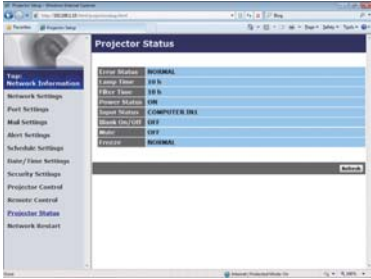 Projector Status
Top:
Network Information
Network Settings
Port Settings
Mail Settings
Alert Settings
Schedule Settings
Date/Time Settings
Security Settings
Projector Control
Remote Control
Projector Status
Network Restart
Error Status NORMAL
Lamp Time 10 h
Filter Time 10 h
Power Status ON
Input Status COMPUTER IN1
Blank On/Off OFF
Mute OFF
Freeze NORMAL
Refresh